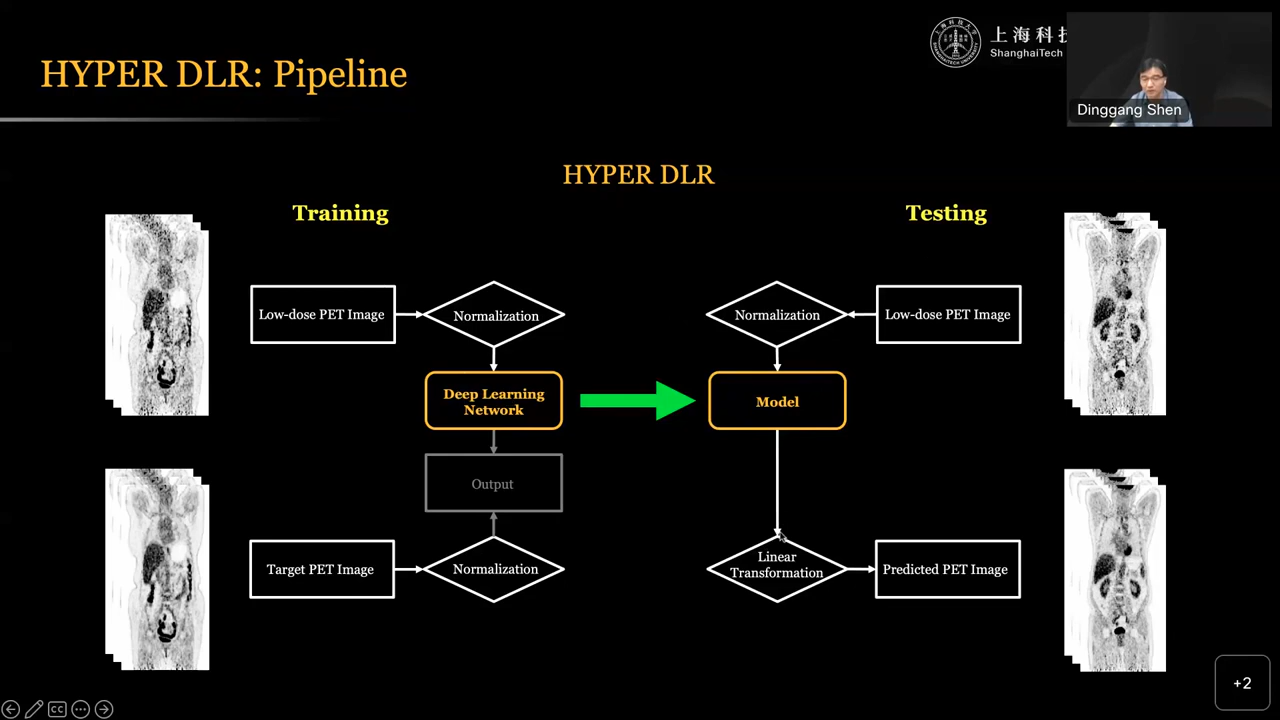 上海科技
ShanghaiTech
HYPER DLR: Pipeline
Dinggang Shen
HYPER DLR
Training
Testing
Low-dose PET Image
Normalization
Normalization
Low-dose PET Image
Deep Learning
Network
Model
Output
Target PET Image
Normalization
Linear
Transformation
Predicted PET Image
+2
CC